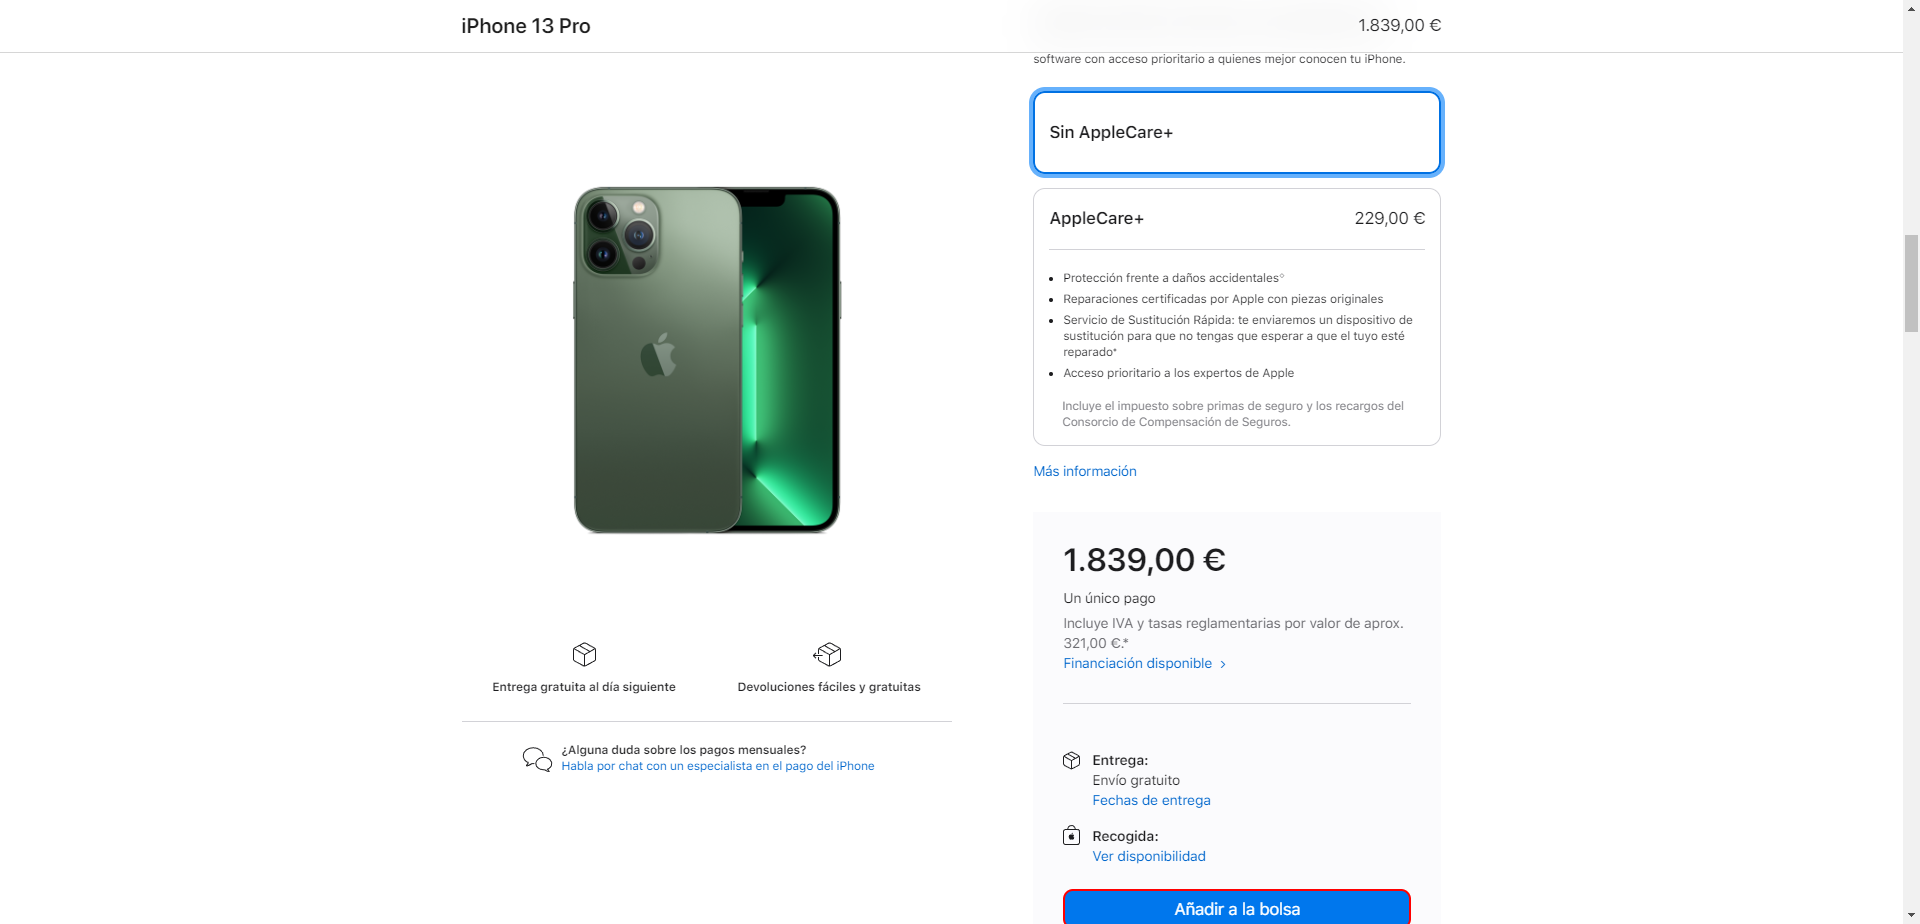 iPhone 13 Pro
1.839,00 €
software con acceso prioritario a quienes mejor conocen tu iPhone.
Sin AppleCare+
AppleCare+
229,00 €
Protección frente a daños accidentales◊
Reparaciones certificadas por Apple con piezas originales
Servicio de Sustitución Rápida: te enviaremos un dispositivo de
sustitución para que no tengas que esperar a que el tuyo esté
reparado*
Acceso prioritario a los expertos de Apple
Incluye el impuesto sobre primas de seguro y los recargos del
Consorcio de Compensación de Seguros.
Más información
1.839,00 €
Un único pago
Incluye IVA y tasas reglamentarias por valor de aprox.
321,00 €.*
Financiación disponible >
Entrega gratuita al día siguiente
Devoluciones fáciles y gratuitas
¿Alguna duda sobre los pagos mensuales?
Habla por chat con un especialista en el pago del iPhone
Entrega:
Envío gratuito
Fechas de entrega
Recogida:
Ver disponibilidad
Añadir a la bolsa